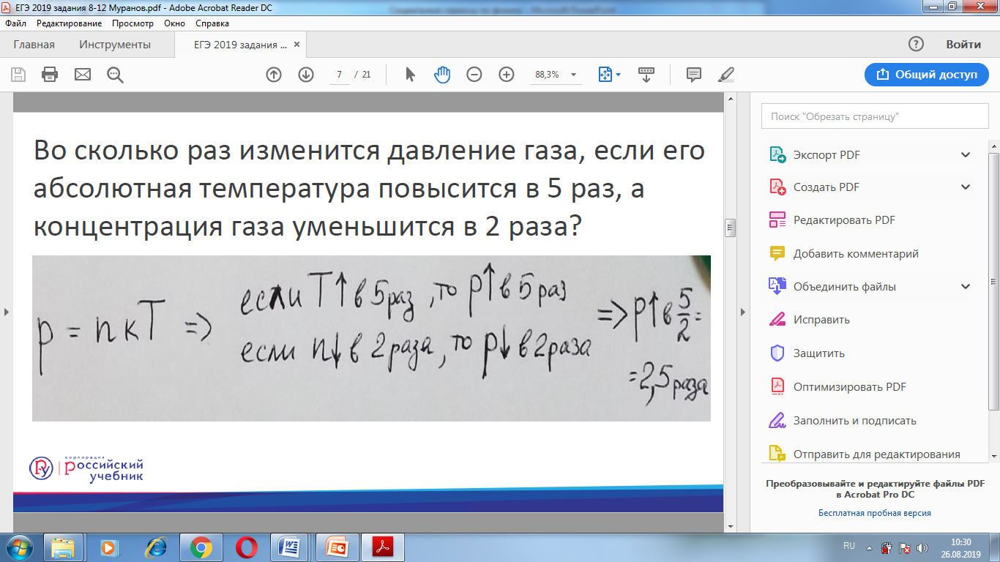 ЕГЭ 2019 задания 8-12 Муранов.pdf - Adobe Acrobat Reader DC
Файл Редактирование Просмотр Окно Справка
Главная Инструменты ЕГЭ 2019 задания ... Войти
7 / 21 88,3% Общий доступ
Во сколько раз изменится давление газа, если его
абсолютная температура повысится в 5 раз, а
концентрация газа уменьшится в 2 раза?
p = nкT => если T↑ в 5 раз, то p↑ в 5 раз
если n↓ в 2 раза, то p↓ в 2 раза
=> p↑ в 5/2 =
= 2,5 раза
корпорация
российский
учебник
Поиск "Обрезать страницу"
Экспорт PDF
Создать PDF
Редактировать PDF
Добавить комментарий
Объединить файлы
Исправить
Защитить
Оптимизировать PDF
Заполнить и подписать
Отправить для редактирования
Преобразовывайте и редактируйте файлы PDF
в Acrobat Pro DC
Бесплатная пробная версия
RU 10:30
26.08.2019